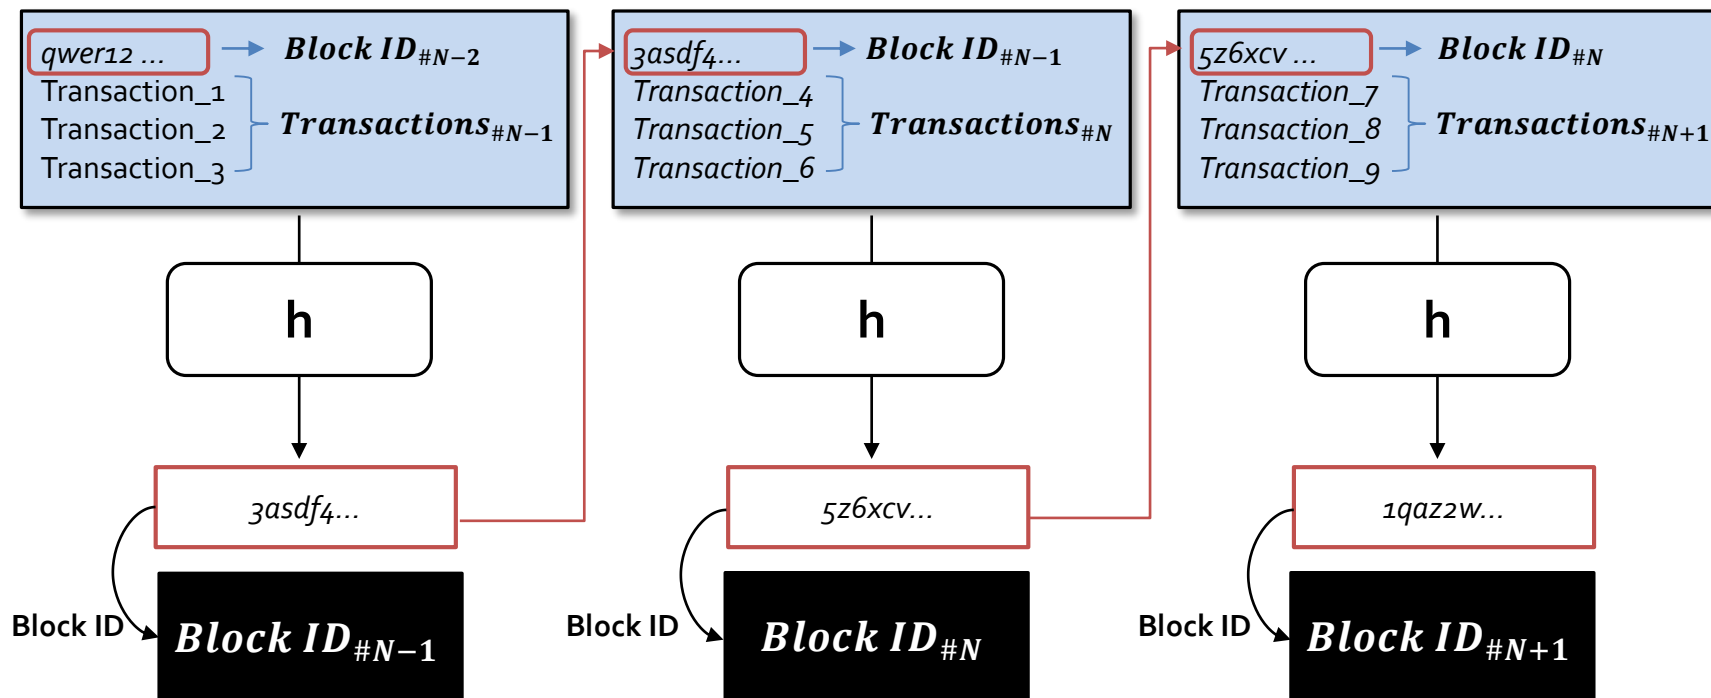 qwer12 ... Block ID#N−2
Transaction_1
Transaction_2 Transactions#N−1
Transaction_3
3asdf4... Block ID#N−1
Transaction_4
Transaction_5 Transactions#N
Transaction_6
5z6xcv ... Block ID#N
Transaction_7
Transaction_8 Transactions#N+1
Transaction_9
h
h
h
3asdf4...
5z6xcv...
1qaz2w...
Block ID
Block ID#N−1
Block ID
Block ID#N
Block ID
Block ID#N+1